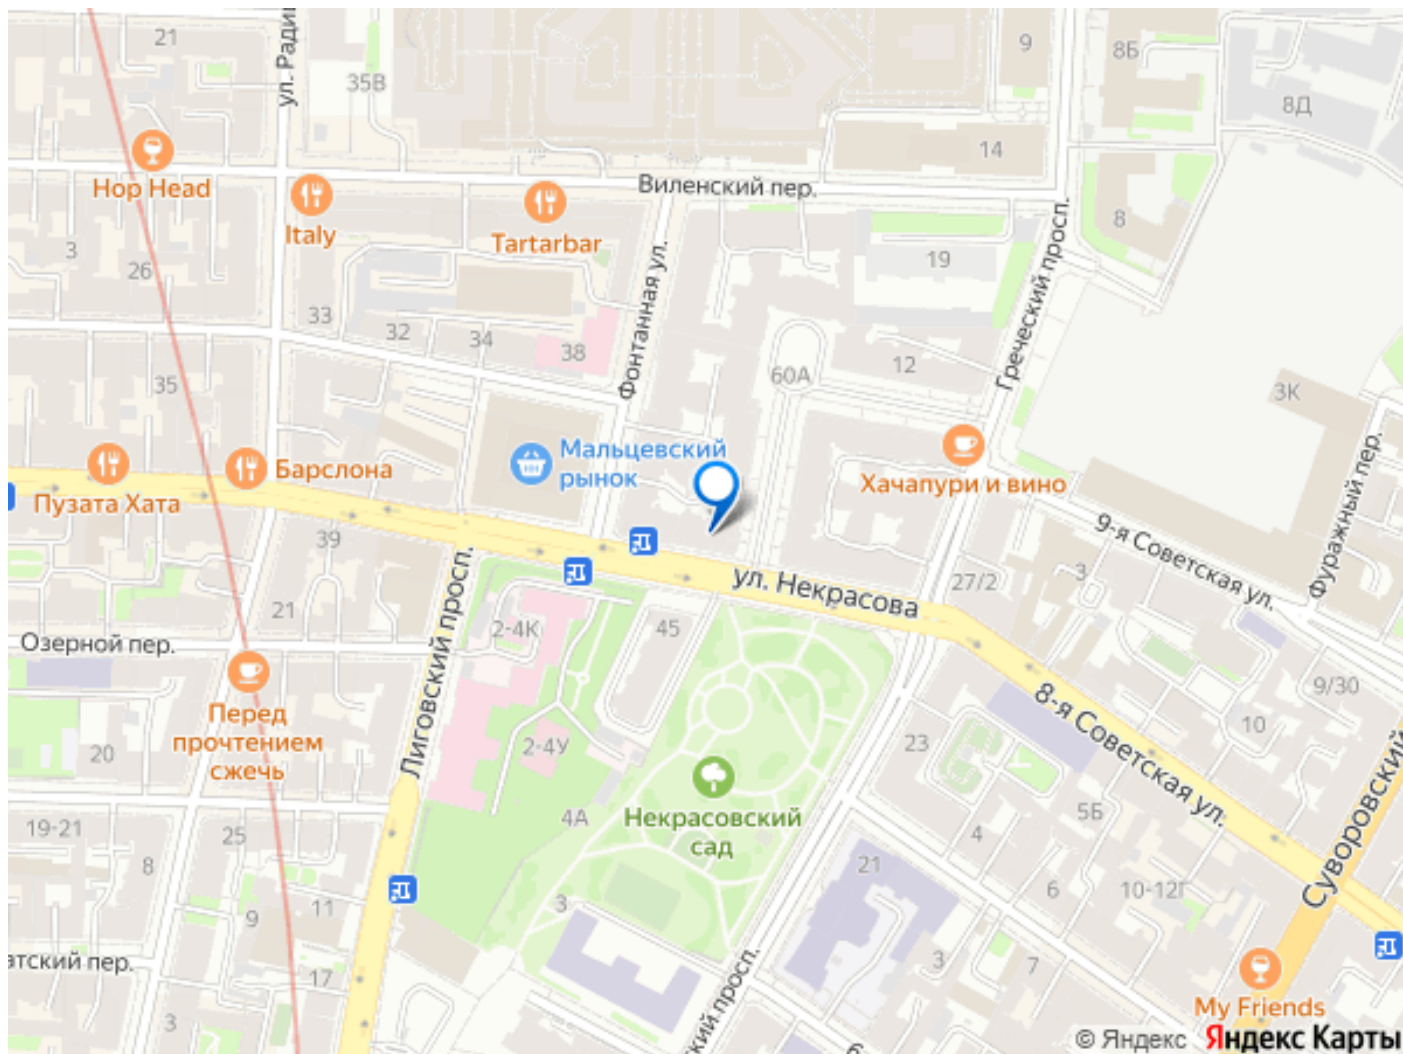 21
ул. Ради
35В
9
8Б
8Д
14
Hop Head
Виленский пер.
Italy
Tartarbar
8
3
26
19
33
32
34
38
Фонтанная ул.
Греческий просп.
12
60А
35
3К
Мальцевский
рынок
Барслона
Пузата Хата
Хачапури и вино
Фуражный пер.
39
9-я Советская ул.
ул. Некрасова
27/2
3
21
2-4К
45
Озерной пер.
Лиговский просп.
9/30
10
Перед
прочтением
сжечь
20
2-4У
23
8-я Советская ул.
Суворовский
5Б
4А
Некрасовский
сад
19-21
25
8
4
21
6
10-12Г
3
11
9
атский пер.
17
3
7
ский просп.
My Friends
3
6
© Яндекс Яндекс Карты